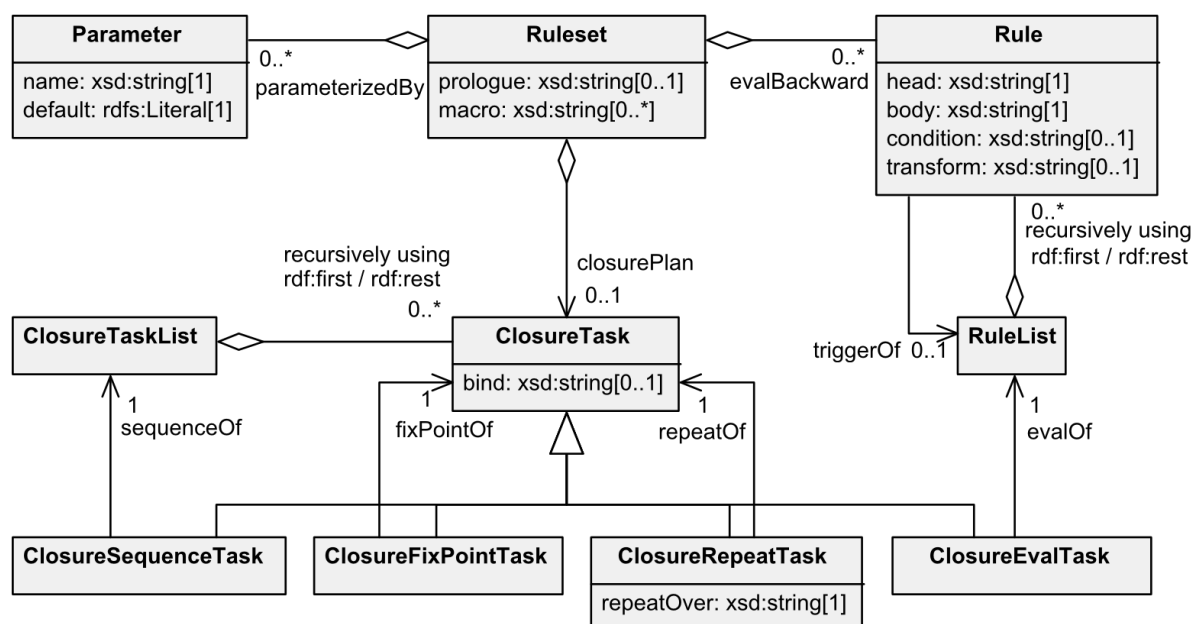 Parameter
name: xsd:string[1]
default: rdfs:Literal[1]
0..*
parameterizedBy
Ruleset
prologue: xsd:string[0..1]
macro: xsd:string[0..*]
0..*
evalBackward
Rule
head: xsd:string[1]
body: xsd:string[1]
condition: xsd:string[0..1]
transform: xsd:string[0..1]
0..*
recursively using
rdf:first / rdf:rest
recursively using
rdf:first / rdf:rest
0..*
closurePlan
0..1
ClosureTaskList
ClosureTask
bind: xsd:string[0..1]
triggerOf 0..1
RuleList
1
sequenceOf
1
fixPointOf
1
repeatOf
1
evalOf
ClosureSequenceTask
ClosureFixPointTask
ClosureRepeatTask
repeatOver: xsd:string[1]
ClosureEvalTask